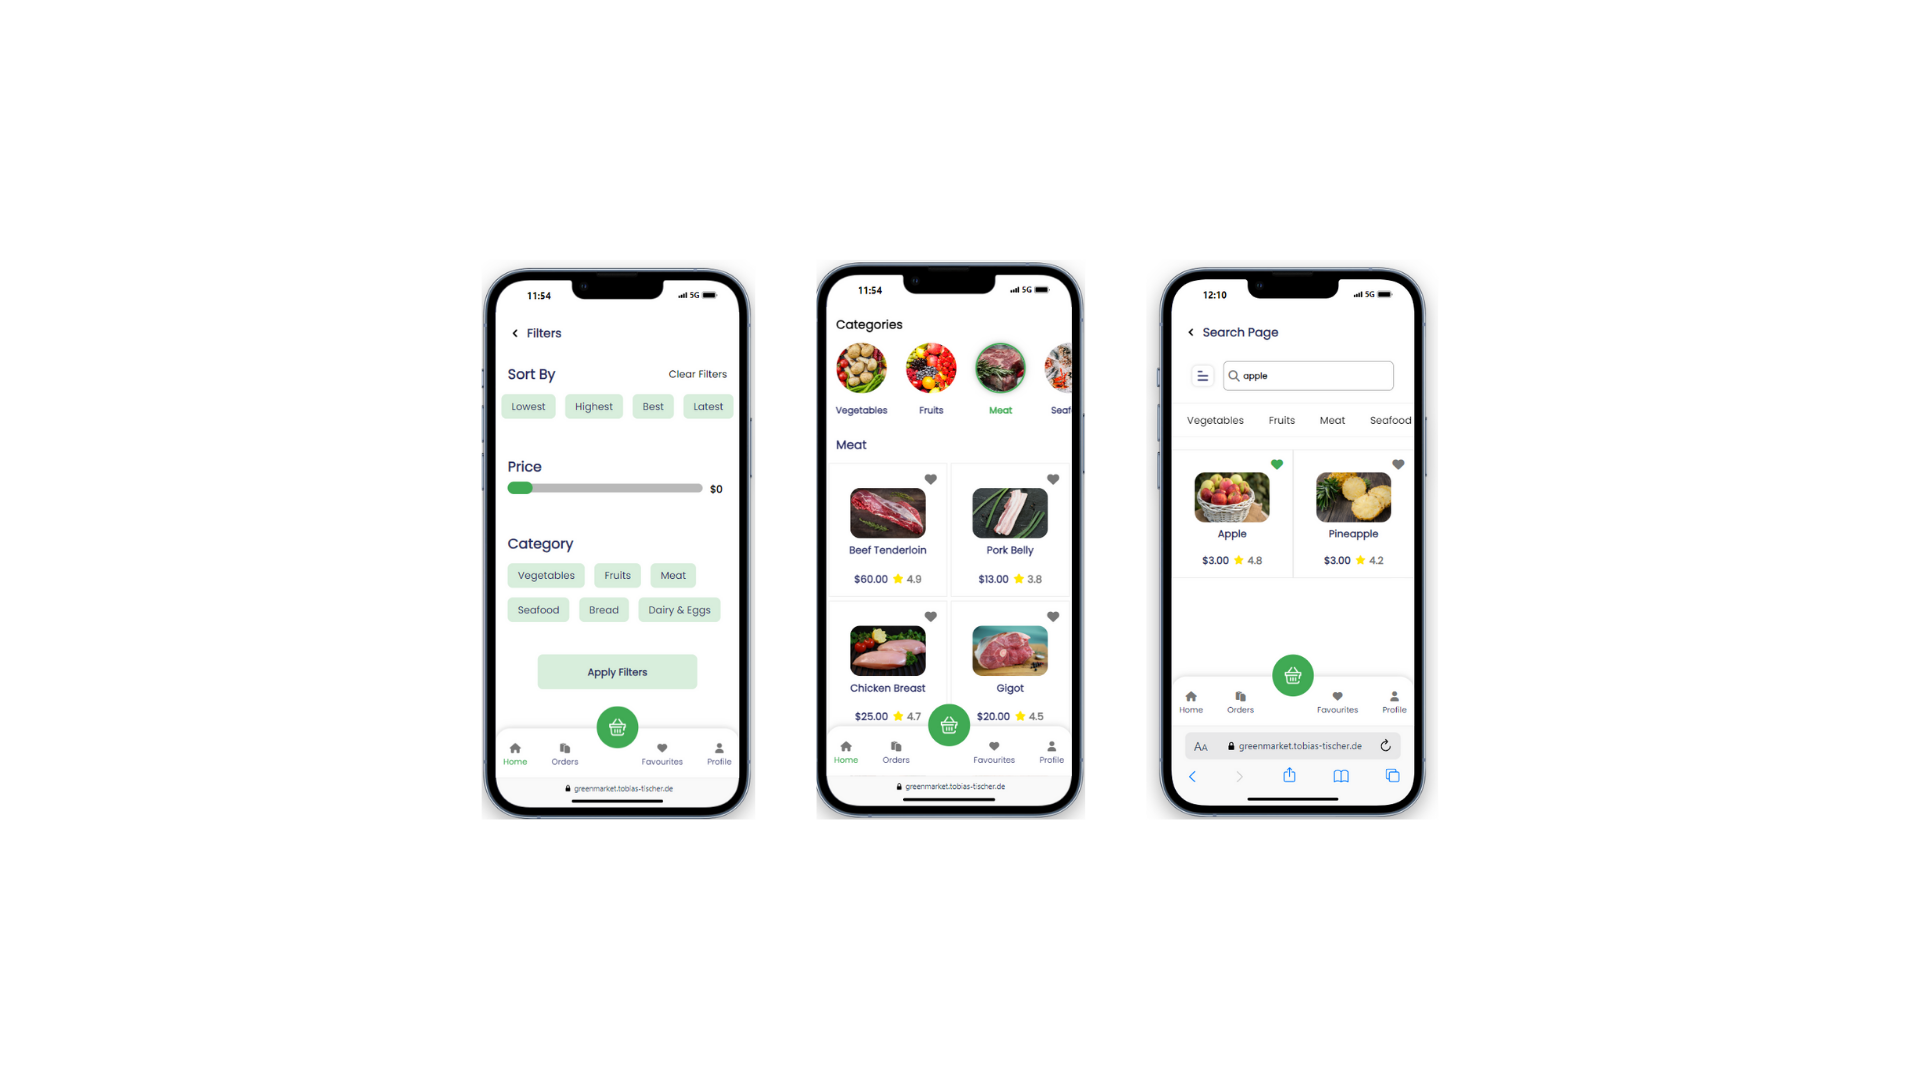 11:54
5G
Filters
Sort By
Clear Filters
Lowest Highest Best Latest
Price
$0
Category
Vegetables Fruits Meat
Seafood Bread Dairy & Eggs
Apply Filters
Home Orders Favourites Profile
greenmarket.tobias-tischer.de
11:54
5G
Categories
Vegetables Fruits Meat Seaf
Meat
Beef Tenderloin Pork Belly
$60.00 4.9 $13.00 3.8
Chicken Breast Gigot
$25.00 4.7 $20.00 4.5
Home Orders Favourites Profile
greenmarket.tobias-tischer.de
12:10
5G
Search Page
apple
Vegetables Fruits Meat Seafood
Apple Pineapple
$3.00 4.8 $3.00 4.2
Home Orders Favourites Profile
AA greenmarket.tobias-tischer.de